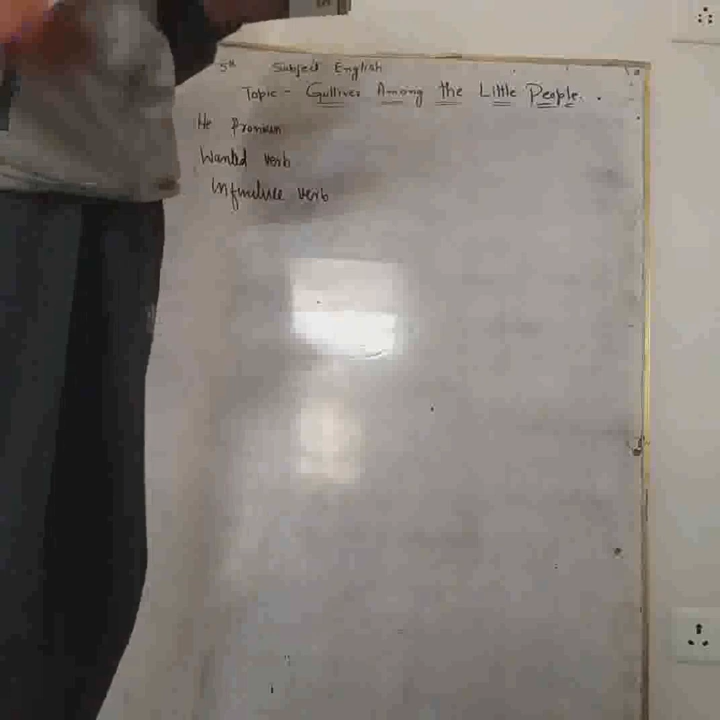 5th Subject English
Topic - Gulliver Among the Little People.
He Pronoun
Wanted verb
Infinitive verb